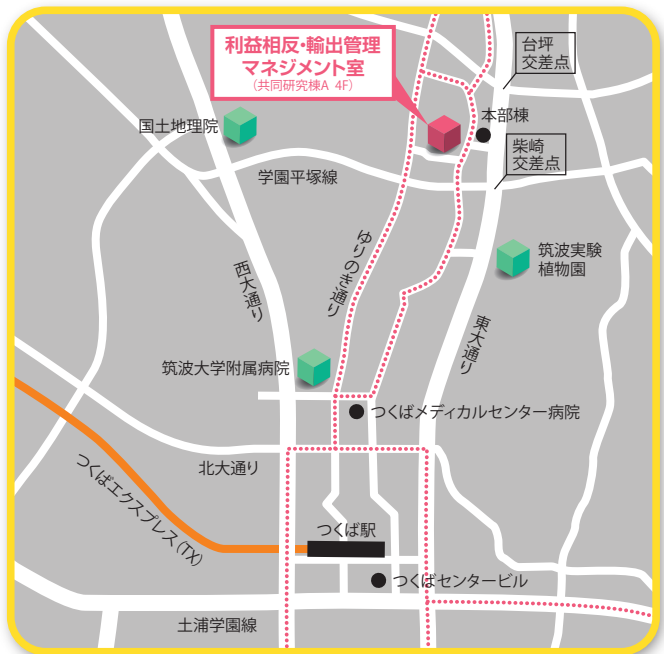 利益相反・輸出管理
マネジメント室
(共同研究棟A 4F)
台坪
交差点
国土地理院
本部棟
柴崎
交差点
学園平塚線
ゆりのき通り
筑波実験
植物園
西大通り
東大通り
筑波大学附属病院
つくばメディカルセンター病院
北大通り
つくばエクスプレス(TX)
つくば駅
つくばセンタービル
土浦学園線